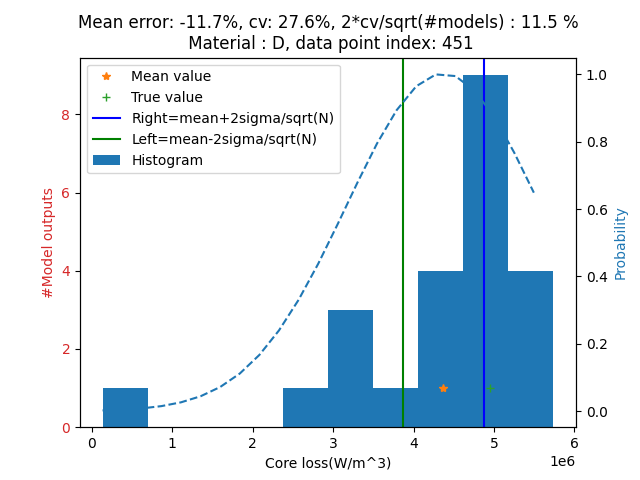 Mean error: -11.7%, cv: 27.6%, 2*cv/sqrt(#models) : 11.5 %
Material : D, data point index: 451
Mean value
True value
Right=mean+2sigma/sqrt(N)
Left=mean-2sigma/sqrt(N)
Histogram
#Model outputs
8
6
4
2
0
1.0
0.8
0.6
0.4
0.2
0.0
Probability
0 1 2 3 4 5 6
1e6
Core loss(W/m^3)